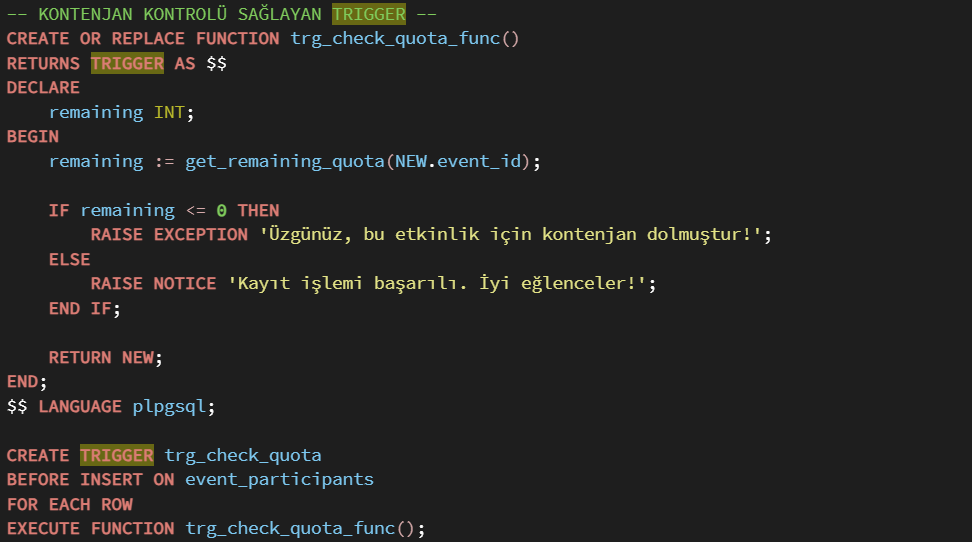 -- KONTENJAN KONTROLÜ SAĞLAYAN TRIGGER --
CREATE OR REPLACE FUNCTION trg_check_quota_func()
RETURNS TRIGGER AS $$
DECLARE
    remaining INT;
BEGIN
    remaining := get_remaining_quota(NEW.event_id);

    IF remaining <= 0 THEN
        RAISE EXCEPTION 'Üzgünüz, bu etkinlik için kontenjan dolmuştur!';
    ELSE
        RAISE NOTICE 'Kayıt işlemi başarılı. İyi eğlenceler!';
    END IF;

    RETURN NEW;
END;
$$ LANGUAGE plpgsql;

CREATE TRIGGER trg_check_quota
BEFORE INSERT ON event_participants
FOR EACH ROW
EXECUTE FUNCTION trg_check_quota_func();